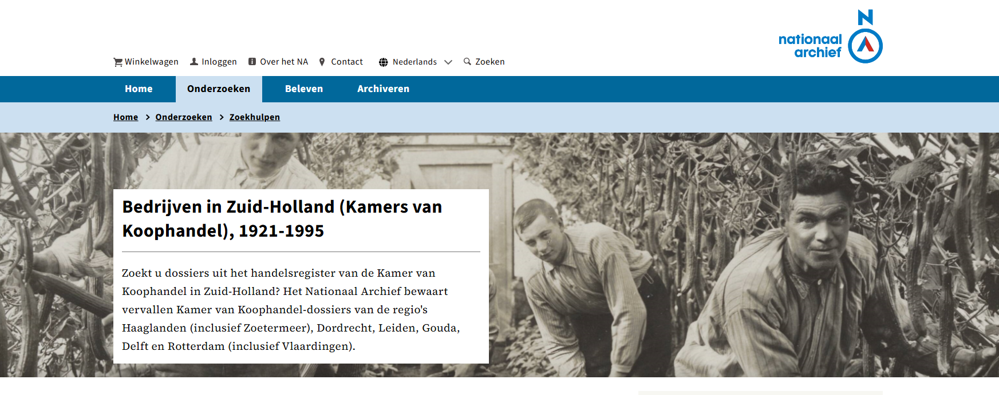 nationaal
archief
Winkelwagen Inloggen Over het NA Contact Nederlands Zoeken
Home Onderzoeken Beleven Archiveren
Home > Onderzoeken > Zoekhulpen
Bedrijven in Zuid-Holland (Kamers van
Koophandel), 1921-1995
Zoekt u dossiers uit het handelsregister van de Kamer van
Koophandel in Zuid-Holland? Het Nationaal Archief bewaart
vervallen Kamer van Koophandel-dossiers van de regio's
Haaglanden (inclusief Zoetermeer), Dordrecht, Leiden, Gouda,
Delft en Rotterdam (inclusief Vlaardingen).